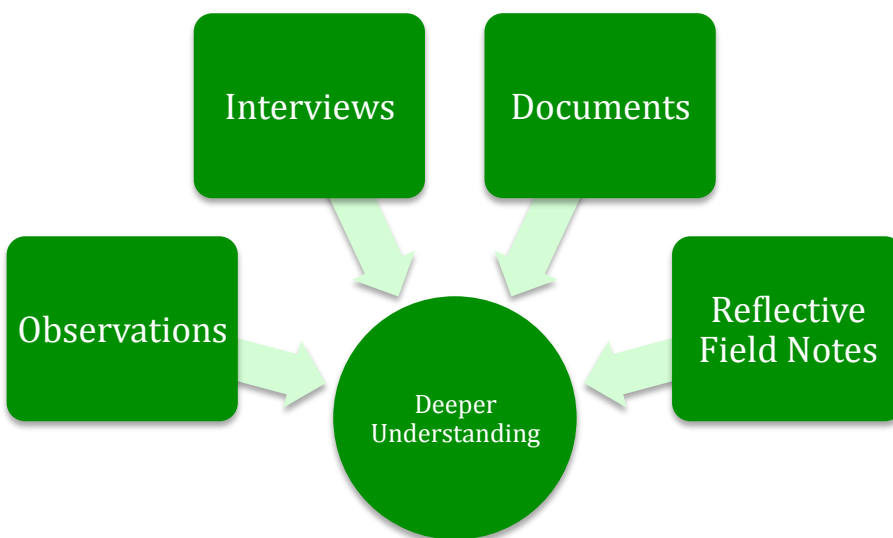 Interviews
Documents
Observations
Reflective
Field Notes
Deeper
Understanding